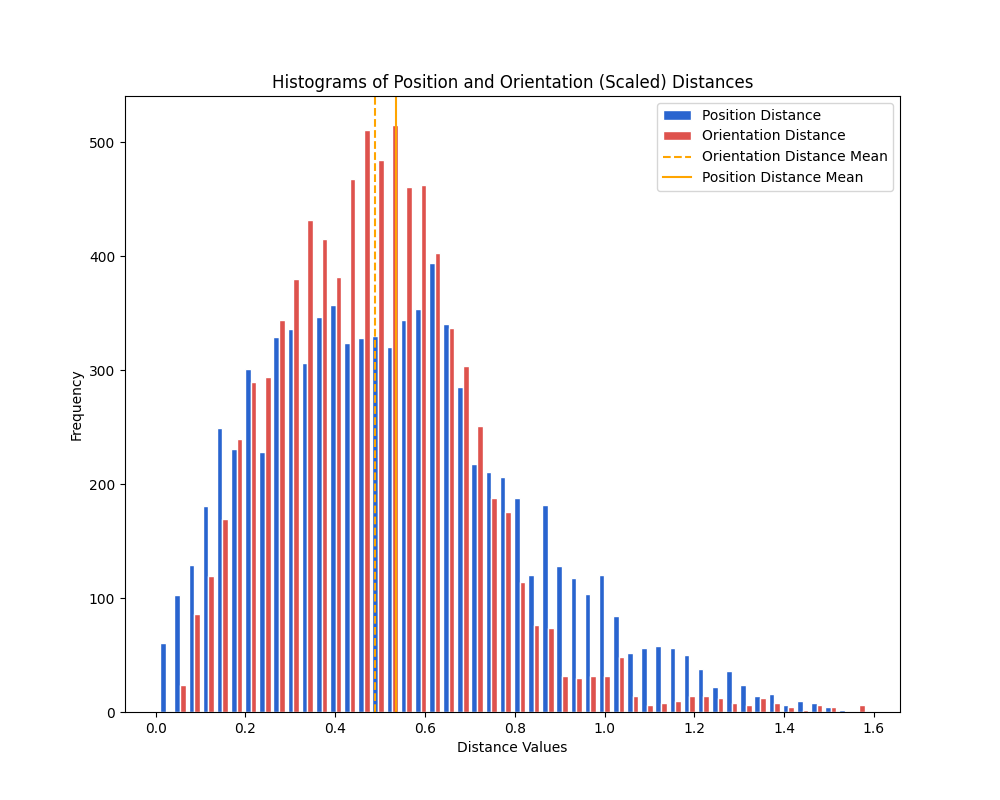 Histograms of Position and Orientation (Scaled) Distances
Position Distance
Orientation Distance
Orientation Distance Mean
Position Distance Mean
500
400
300
200
100
0
Frequency
0.0 0.2 0.4 0.6 0.8 1.0 1.2 1.4 1.6
Distance Values